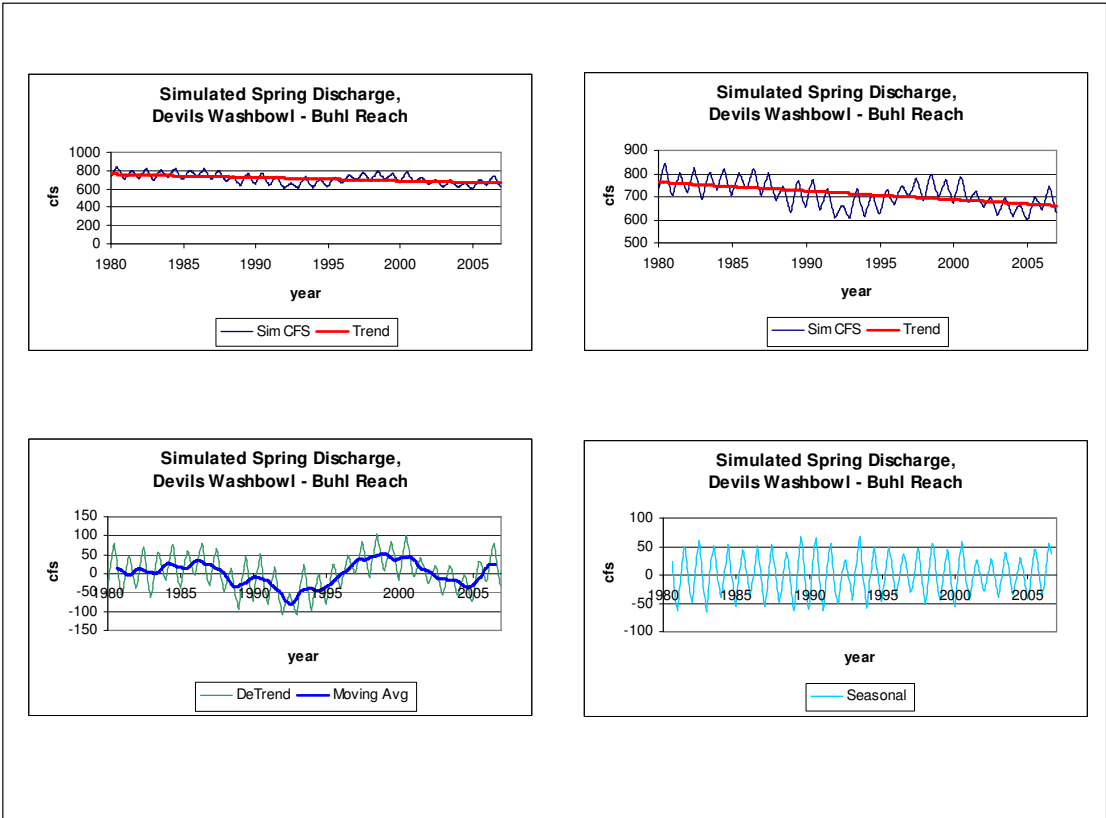 Simulated Spring Discharge,
Devils Washbowl - Buhl Reach
1000
800
600
400
200
0
cfs
1980 1985 1990 1995 2000 2005
year
Sim CFS Trend
Simulated Spring Discharge,
Devils Washbowl - Buhl Reach
900
800
700
600
500
cfs
1980 1985 1990 1995 2000 2005
year
Sim CFS Trend
Simulated Spring Discharge,
Devils Washbowl - Buhl Reach
150
100
50
0
-50
-100
-150
cfs
1980 1985 1990 1995 2000 2005
year
DeTrend Moving Avg
Simulated Spring Discharge,
Devils Washbowl - Buhl Reach
100
50
0
-50
-100
cfs
1980 1985 1990 1995 2000 2005
year
Seasonal